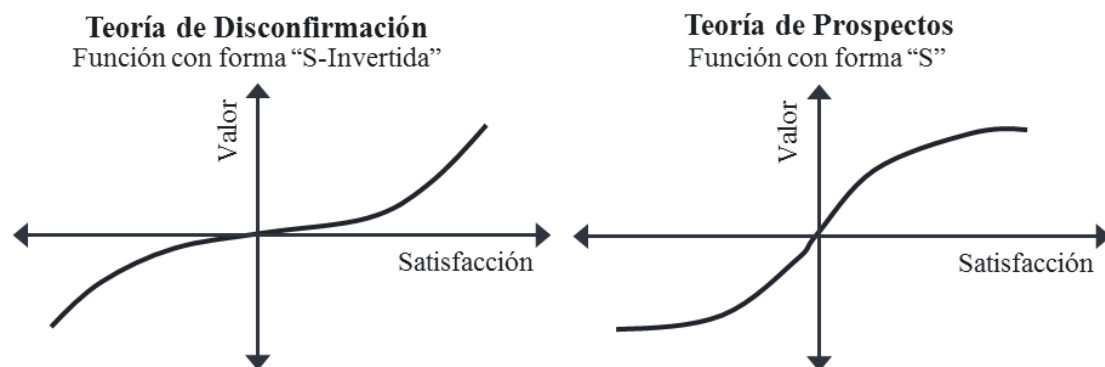 Teoría de Disconfirmación
Función con forma “S-Invertida”
Valor
Satisfacción
Teoría de Prospectos
Función con forma “S”
Valor
Satisfacción